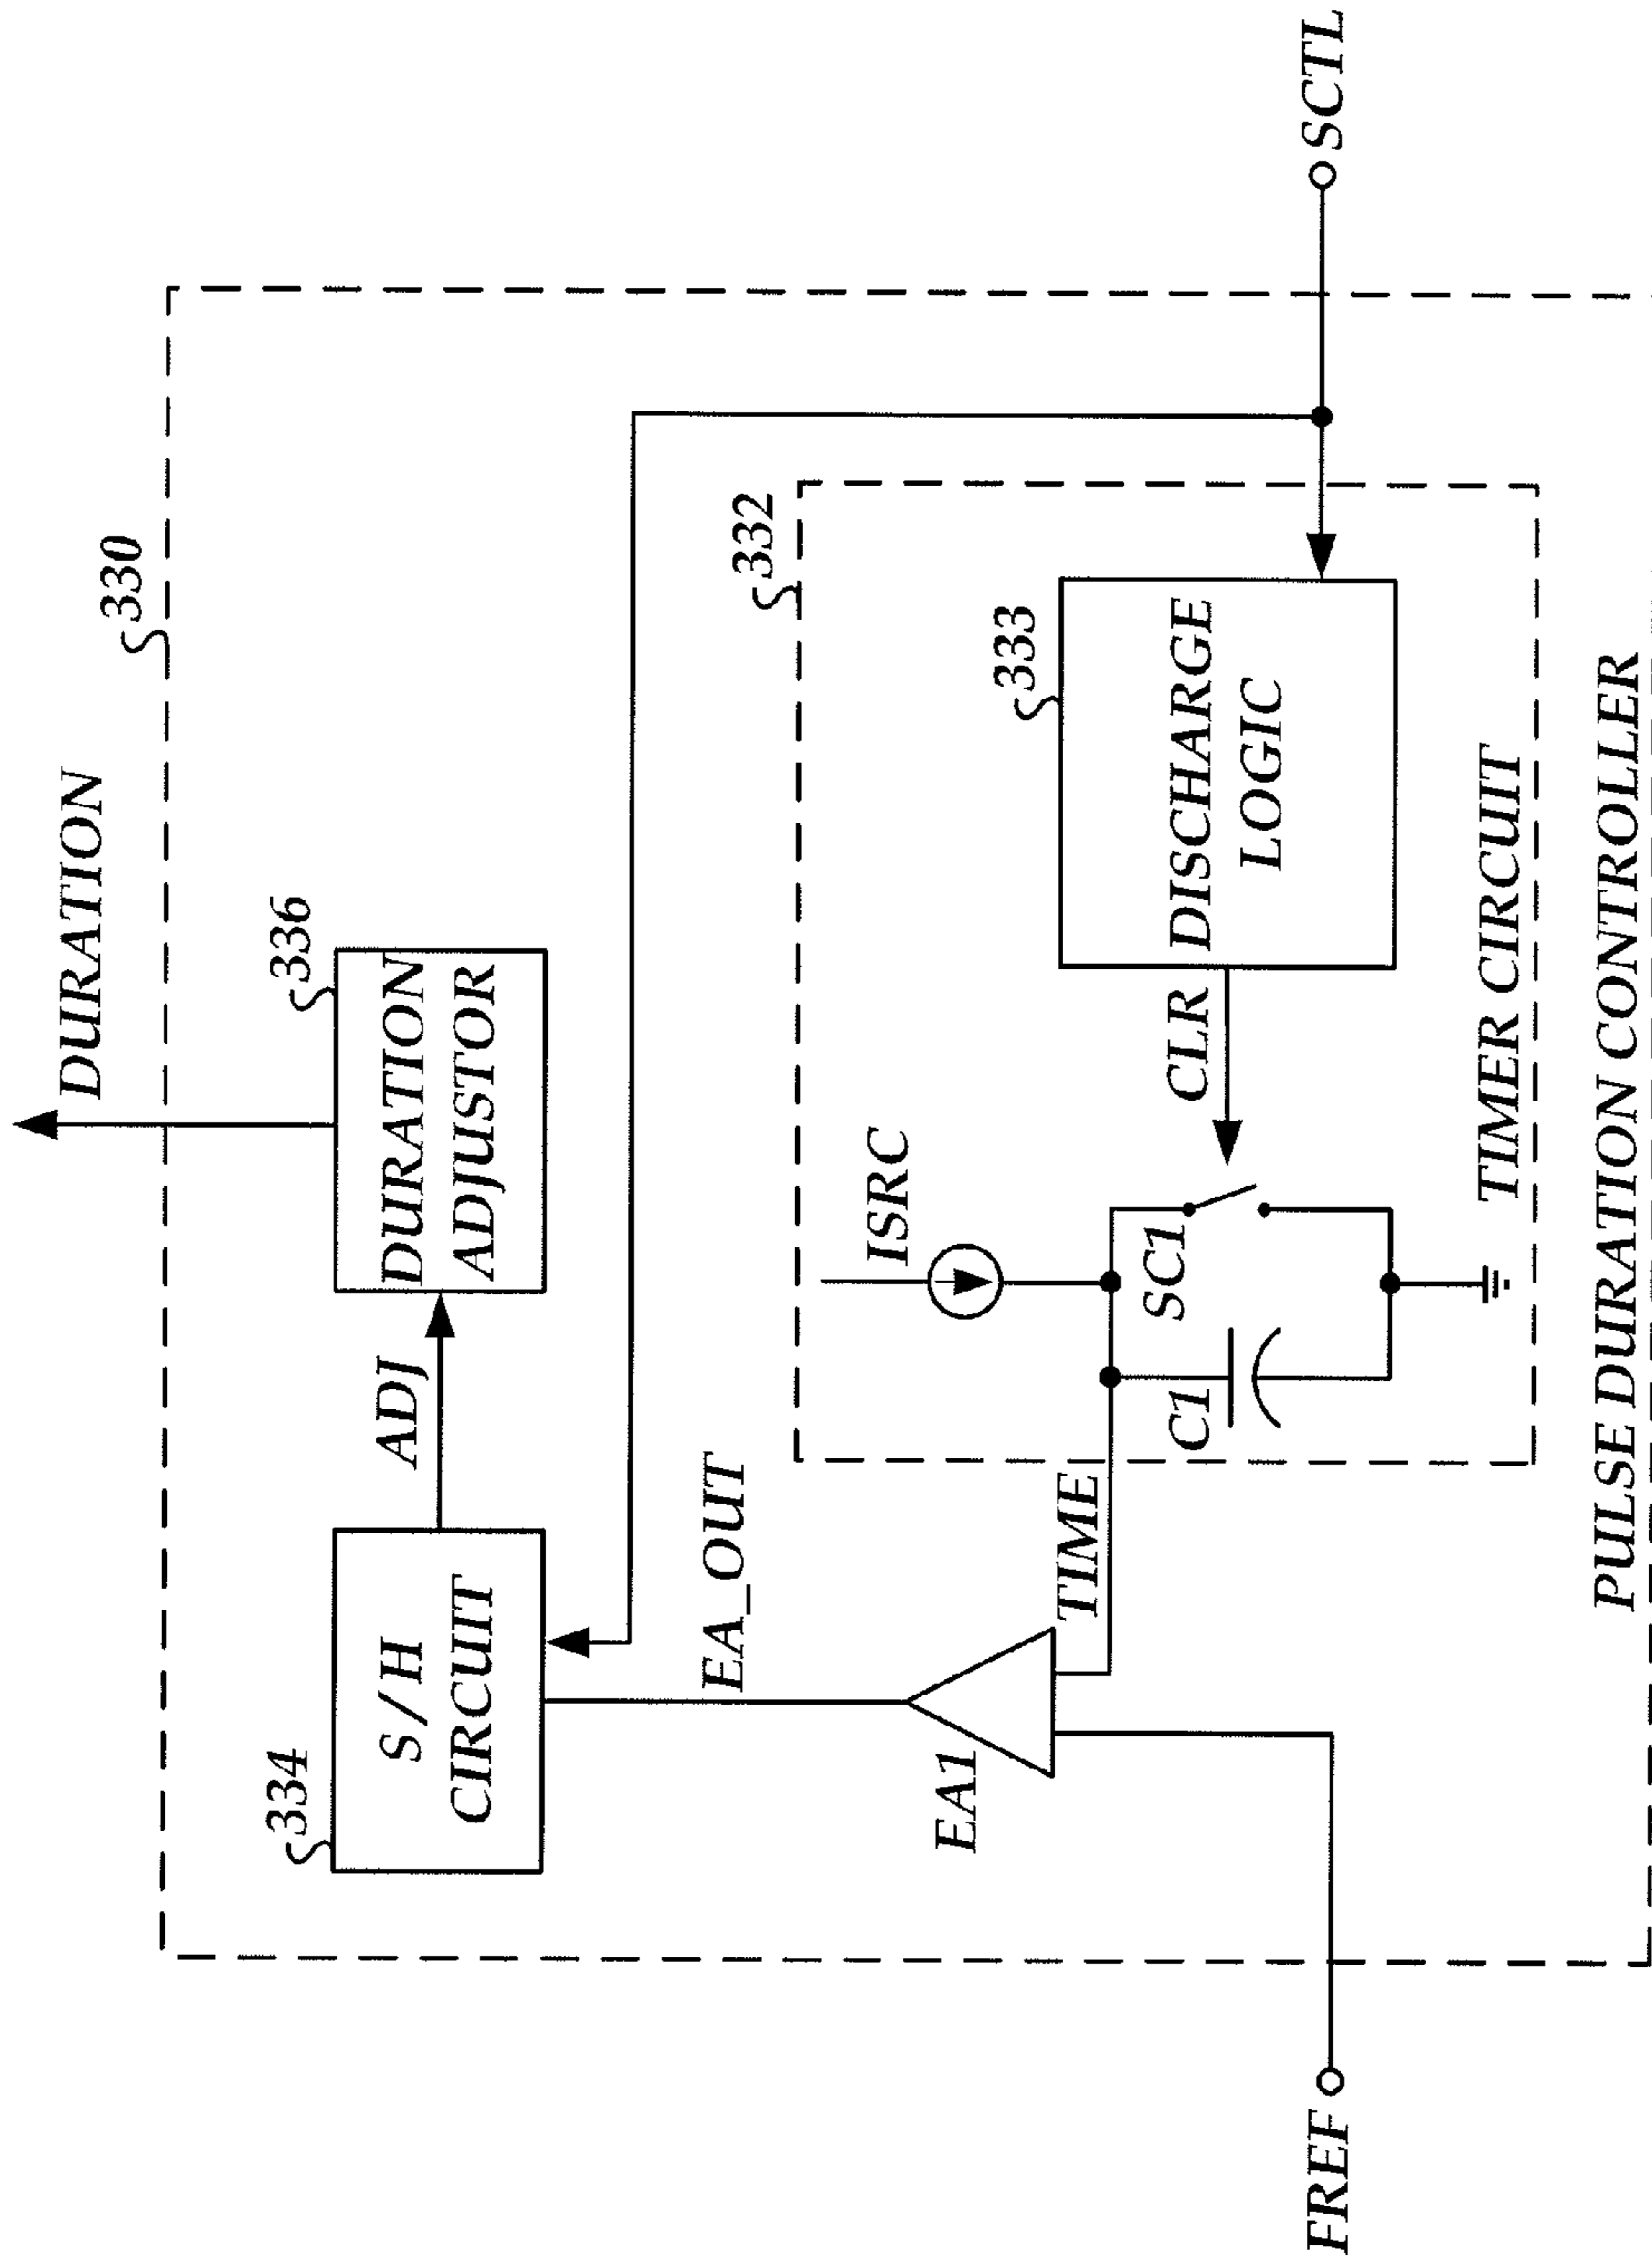 DURATION
330
334
336
S/H
CIRCUIT
ADJ
DURATION
ADJUSTOR
EA_OUT
332
ISRC
EA1
333
TIME
C1
SC1
CLR
DISCHARGE
LOGIC
FREF
SCTL
TIMER CIRCUIT
PULSE DURATION CONTROLLER